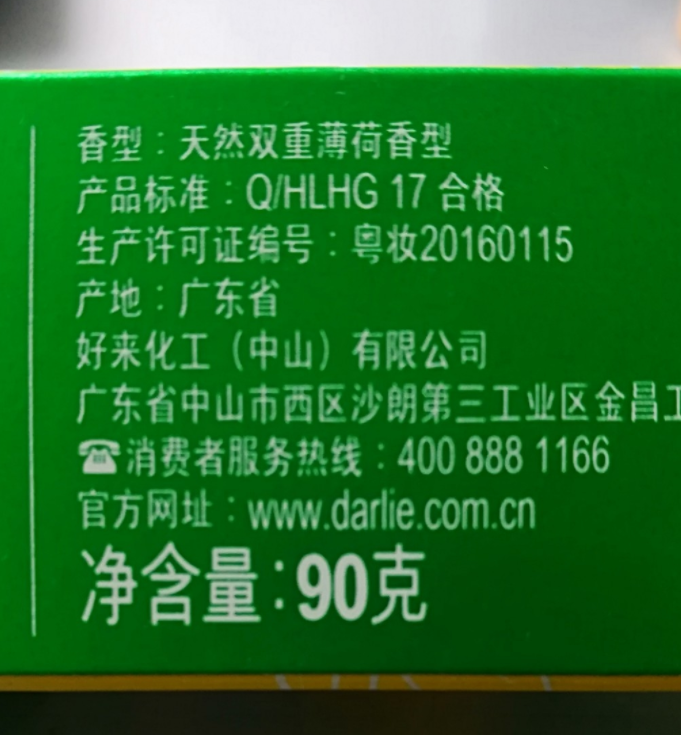 香型：天然双重薄荷香型
产品标准：Q/HLHG 17 合格
生产许可证编号：粤妆20160115
产地：广东省
好来化工（中山）有限公司
广东省中山市西区沙朗第三工业区金昌工
☎消费者服务热线：400 888 1166
官方网址：www.darlie.com.cn
净含量：90克